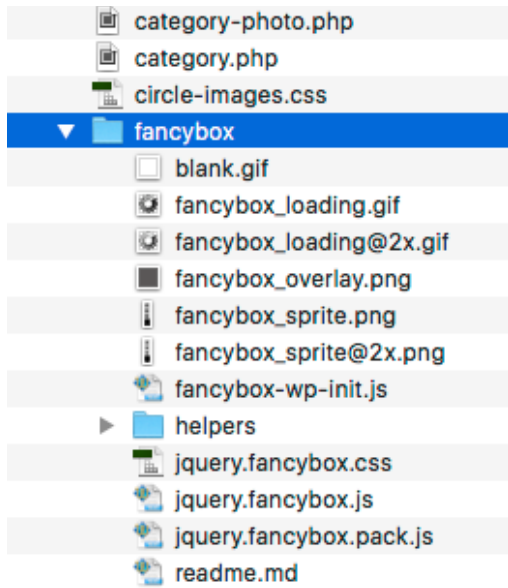 category-photo.php
category.php
circle-images.css
fancybox
blank.gif
fancybox_loading.gif
fancybox_loading@2x.gif
fancybox_overlay.png
fancybox_sprite.png
fancybox_sprite@2x.png
fancybox-wp-init.js
helpers
jquery.fancybox.css
jquery.fancybox.js
jquery.fancybox.pack.js
readme.md